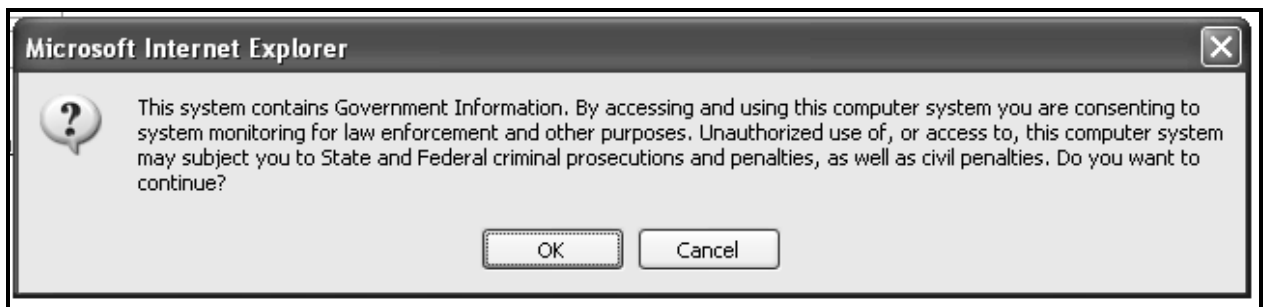 Microsoft Internet Explorer
?
This system contains Government Information. By accessing and using this computer system you are consenting to
system monitoring for law enforcement and other purposes. Unauthorized use of, or access to, this computer system
may subject you to State and Federal criminal prosecutions and penalties, as well as civil penalties. Do you want to
continue?
OK Cancel